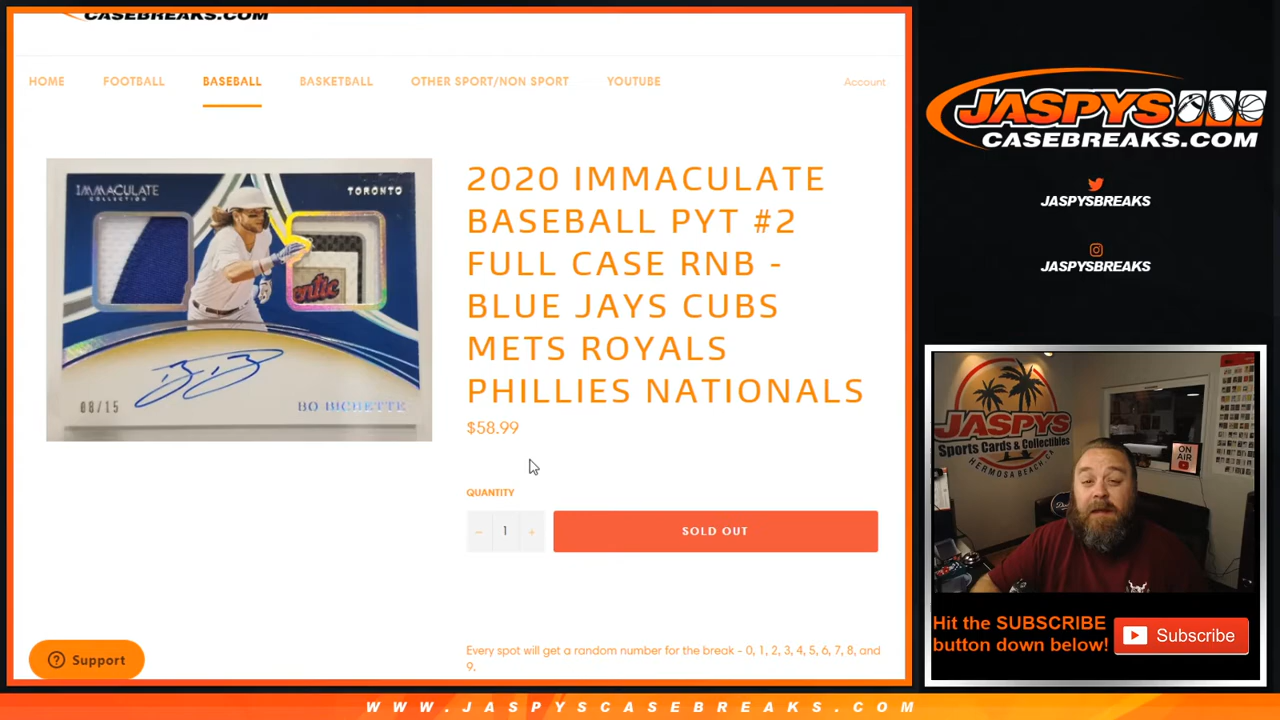 CASEBREAKS.COM
HOME FOOTBALL BASEBALL BASKETBALL OTHER SPORT/NON SPORT YOUTUBE Account
IMMACULATE
COLLECTION
TORONTO
08/15
BO BICHETTE
2020 IMMACULATE
BASEBALL PYT #2
FULL CASE RNB -
BLUE JAYS CUBS
METS ROYALS
PHILLIES NATIONALS
$58.99
QUANTITY
− 1 +
SOLD OUT
Every spot will get a random number for the break - 0, 1, 2, 3, 4, 5, 6, 7, 8, and
9.
Support
JASPYS
CASEBREAKS.COM
JASPYSBREAKS
JASPYSBREAKS
JASPYS
Sports Cards & Collectibles
HERMOSA BEACH, CA
ON
AIR
Hit the SUBSCRIBE
button down below!
Subscribe
WWW.JASPYSCASEBREAKS.COM